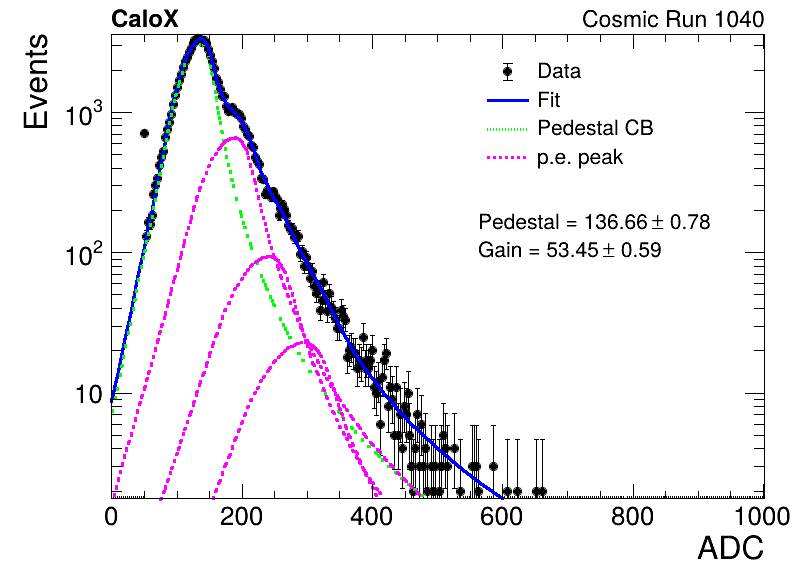 CaloX Cosmic Run 1040
Events
Data
Fit
Pedestal CB
p.e. peak
Pedestal = 136.66 ± 0.78
Gain = 53.45 ± 0.59
10³
10²
10
0 200 400 600 800 1000
ADC